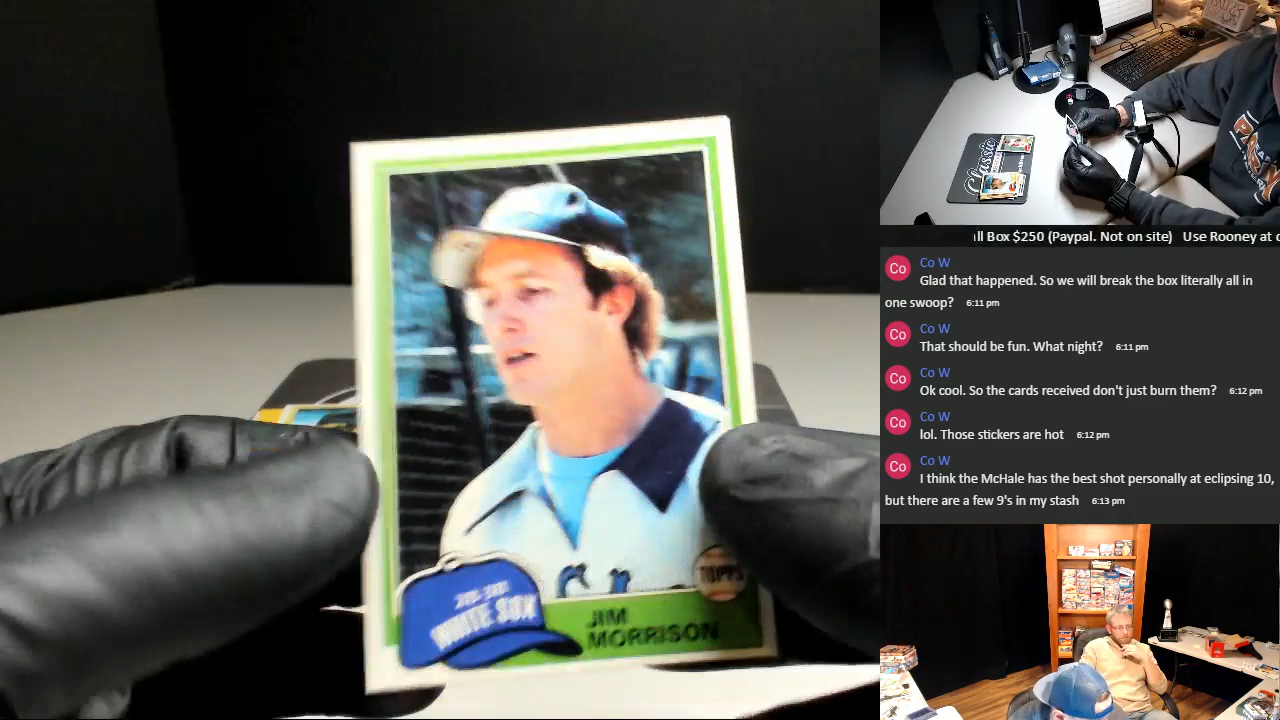 WHITE SOX
TOPPS
JIM
MORRISON
Classic
ll Box $250 (Paypal. Not on site) Use Rooney at
Co
Co W
Glad that happened. So we will break the box literally all in
one swoop? 6:11 pm
Co
Co W
That should be fun. What night? 6:11 pm
Co
Co W
Ok cool. So the cards received don't just burn them? 6:12 pm
Co
Co W
lol. Those stickers are hot 6:12 pm
Co
Co W
I think the McHale has the best shot personally at eclipsing 10,
but there are a few 9's in my stash 6:13 pm